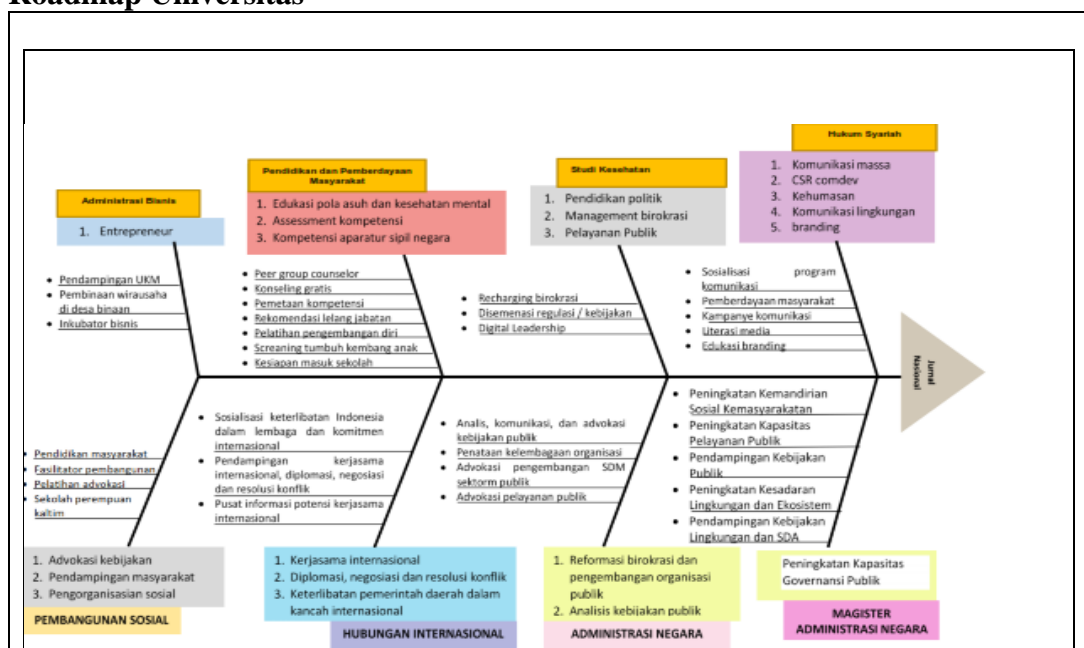 Roadmap Universitas
Hukum Syariah
1. Komunikasi massa
2. CSR comdev
3. Kehumasan
4. Komunikasi lingkungan
5. branding
Pendidikan dan Pemberdayaan
Masyarakat
1. Edukasi pola asuh dan kesehatan mental
2. Assessment kompetensi
3. Kompetensi aparatur sipil negara
Studi Kesehatan
1. Pendidikan politik
2. Management birokrasi
3. Pelayanan Publik
Administrasi Bisnis
1. Entrepreneur
• Pendampingan UKM
• Pembinaan wirausaha
di desa binaan
• Inkubator bisnis
• Peer group counselor
• Konseling gratis
• Pemetaan kompetensi
• Rekomendasi lelang jabatan
• Pelatihan pengembangan diri
• Screaning tumbuh kembang anak
• Kesiapan masuk sekolah
• Recharging birokrasi
• Disemenasi regulasi / kebijakan
• Digital Leadership
• Sosialisasi program
komunikasi
• Pemberdayaan masyarakat
• Kampanye komunikasi
• Literasi media
• Edukasi branding
Jurnal
Nasional
• Pendidikan masyarakat
• Fasilitator pembangunan
• Pelatihan advokasi
• Sekolah perempuan
kaltim
• Sosialisasi keterlibatan Indonesia
dalam lembaga dan komitmen
internasional
• Pendampingan kerjasama
internasional, diplomasi, negosiasi
dan resolusi konflik
• Pusat informasi potensi kerjasama
internasional
• Analis, komunikasi, dan advokasi
kebijakan publik
• Penataan kelembagaan organisasi
• Advokasi pengembangan SDM
sektorm publik
• Advokasi pelayanan publik
• Peningkatan Kemandirian
Sosial Kemasyarakatan
• Peningkatan Kapasitas
Pelayanan Publik
• Pendampingan Kebijakan
Publik
• Peningkatan Kesadaran
Lingkungan dan Ekosistem
• Pendampingan Kebijakan
Lingkungan dan SDA
1. Advokasi kebijakan
2. Pendampingan masyarakat
3. Pengorganisasian sosial
PEMBANGUNAN SOSIAL
1. Kerjasama internasional
2. Diplomasi, negosiasi dan resolusi konflik
3. Keterlibatan pemerintah daerah dalam
kancah internasional
HUBUNGAN INTERNASIONAL
1. Reformasi birokrasi dan
pengembangan organisasi
publik
2. Analisis kebijakan publik
ADMINISTRASI NEGARA
Peningkatan Kapasitas
Governansi Publik
MAGISTER
ADMINISTRASI NEGARA